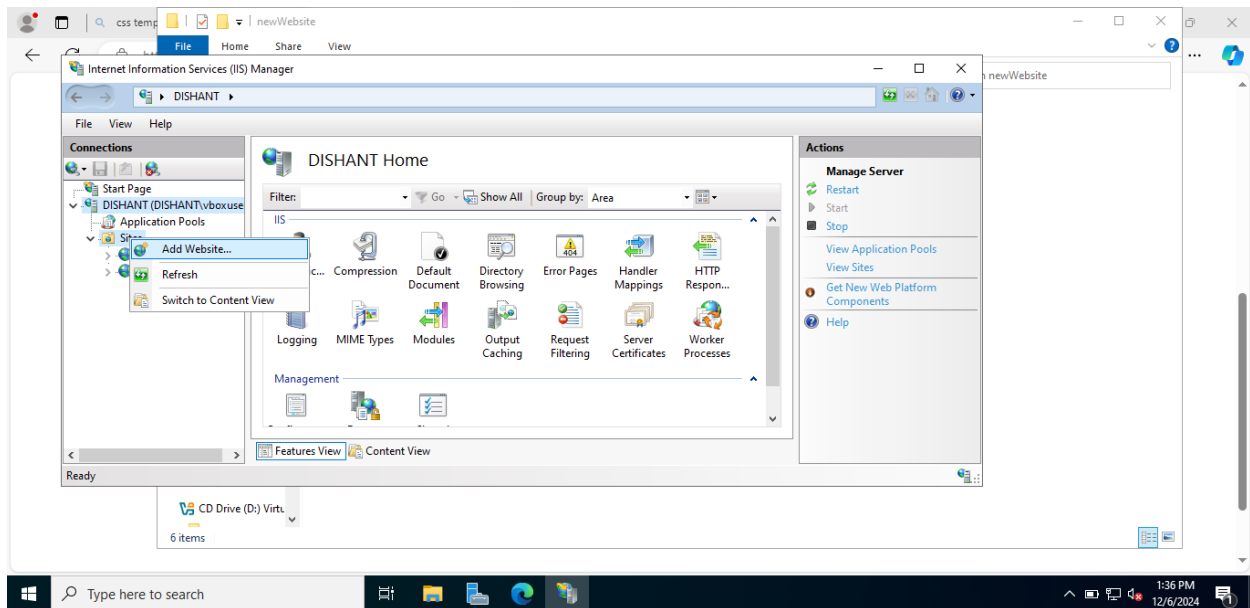 css temp
newWebsite
File Home Share View
newWebsite
Internet Information Services (IIS) Manager
DISHANT
File View Help
Connections
Start Page
DISHANT (DISHANT\vboxuse
Application Pools
Add Website...
Refresh
Switch to Content View
DISHANT Home
Filter: Go Show All Group by: Area
IIS
Compression Default Document Directory Browsing Error Pages Handler Mappings HTTP Respon...
Logging MIME Types Modules Output Caching Request Filtering Server Certificates Worker Processes
Management
Features View Content View
Actions
Manage Server
Restart
Start
Stop
View Application Pools
View Sites
Get New Web Platform
Components
Help
Ready
CD Drive (D:) Virtu
6 items
Type here to search
1:36 PM
12/6/2024